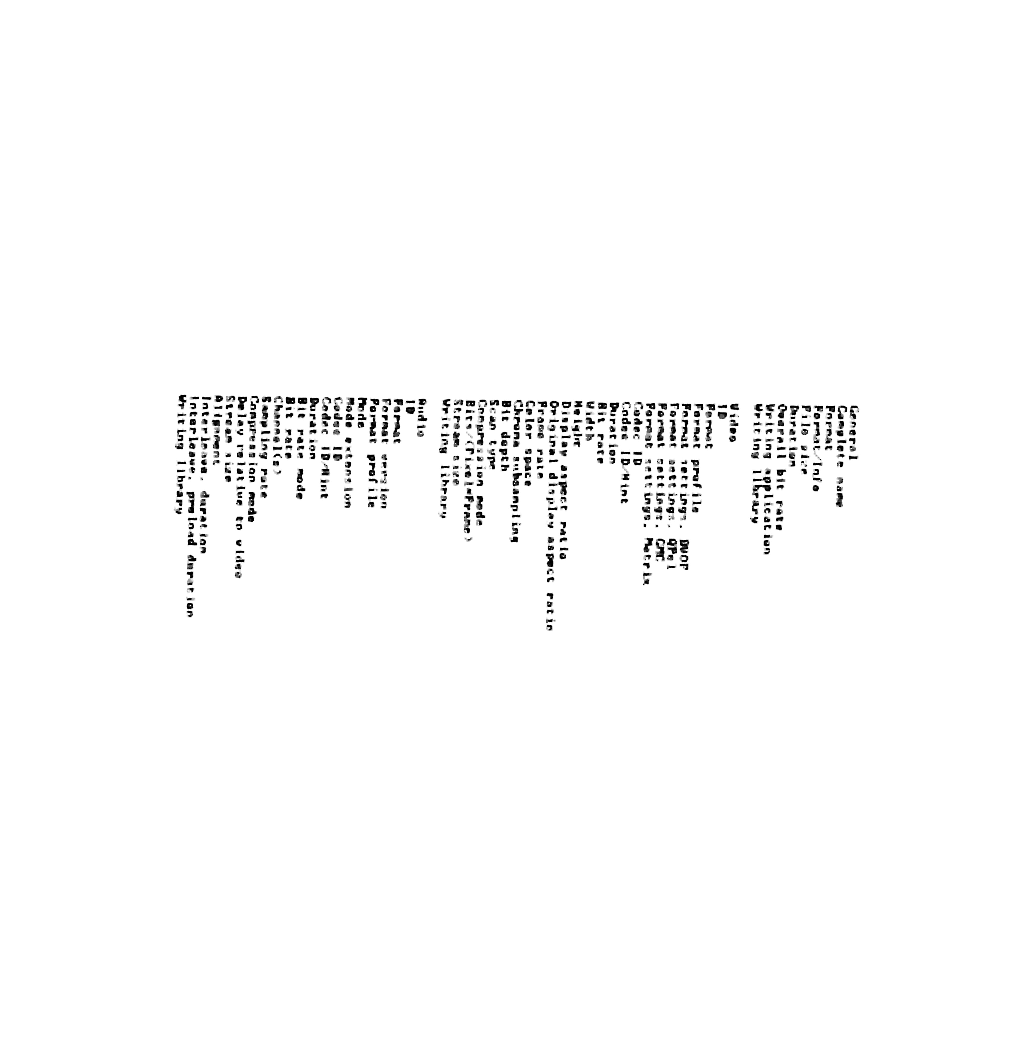 General
Complete name
Format
Format/Info
File size
Duration
Overall bit rate
Writing application
Writing library
Video
ID
Format
Format profile
Format settings, BVOP
Format settings, QPel
Format settings, GMC
Format settings, Matrix
Codec ID
Codec ID/Hint
Duration
Bit rate
Width
Height
Display aspect ratio
Original display aspect ratio
Frame rate
Color space
Chroma subsampling
Bit depth
Scan type
Compression mode
Bits/(Pixel*Frame)
Stream size
Writing library
Audio
ID
Format
Format version
Format profile
Mode
Mode extension
Codec ID
Codec ID/Hint
Duration
Bit rate mode
Bit rate
Channel(s)
Sampling rate
Compression mode
Delay relative to video
Stream size
Alignment
Interleave, duration
Interleave, preload duration
Writing library